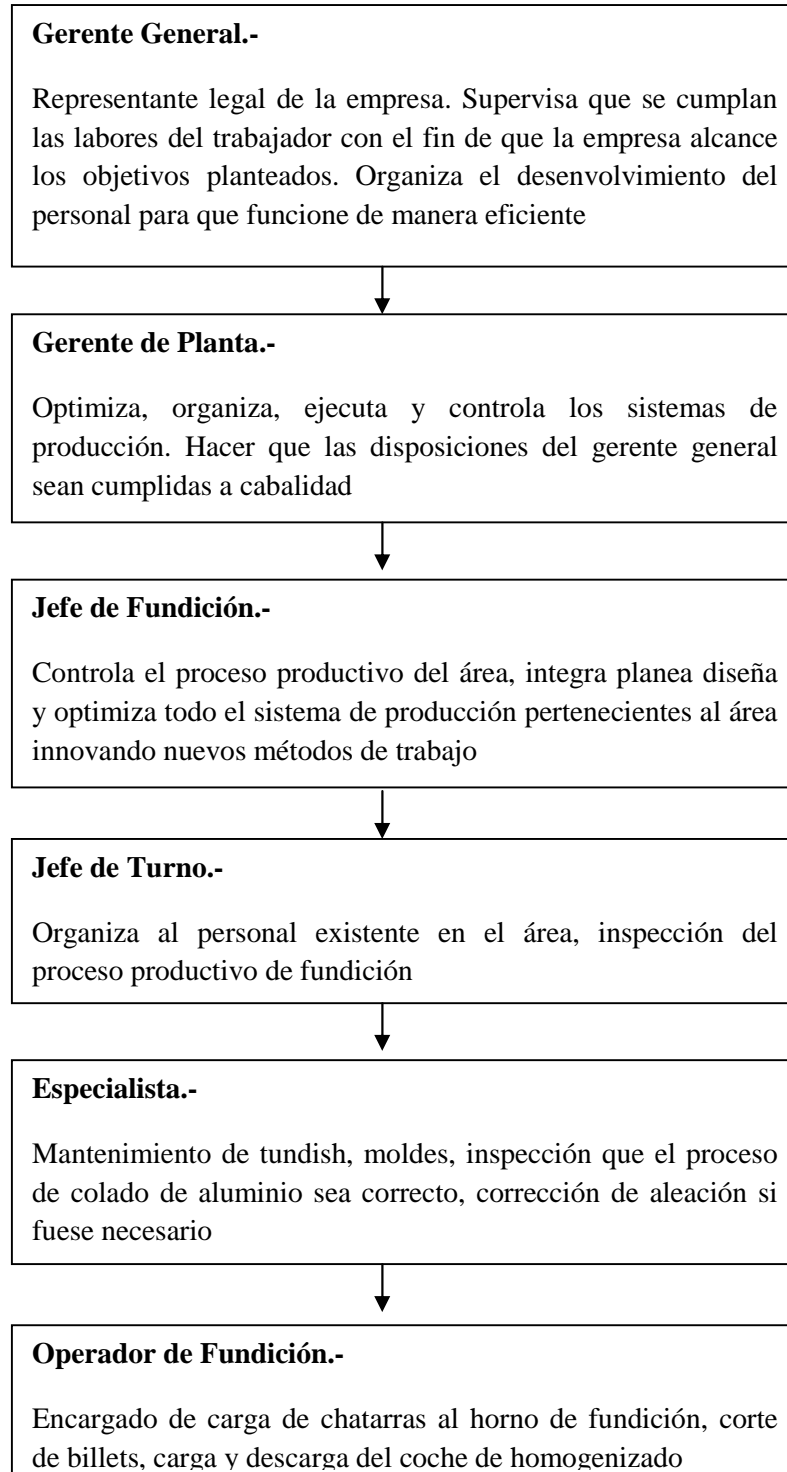 Gerente General.-
Representante legal de la empresa. Supervisa que se cumplan
las labores del trabajador con el fin de que la empresa alcance
los objetivos planteados. Organiza el desenvolvimiento del
personal para que funcione de manera eficiente
Gerente de Planta.-
Optimiza, organiza, ejecuta y controla los sistemas de
producción. Hacer que las disposiciones del gerente general
sean cumplidas a cabalidad
Jefe de Fundición.-
Controla el proceso productivo del área, integra planea diseña
y optimiza todo el sistema de producción pertenecientes al área
innovando nuevos métodos de trabajo
Jefe de Turno.-
Organiza al personal existente en el área, inspección del
proceso productivo de fundición
Especialista.-
Mantenimiento de tundish, moldes, inspección que el proceso
de colado de aluminio sea correcto, corrección de aleación si
fuese necesario
Operador de Fundición.-
Encargado de carga de chatarras al horno de fundición, corte
de billets, carga y descarga del coche de homogenizado